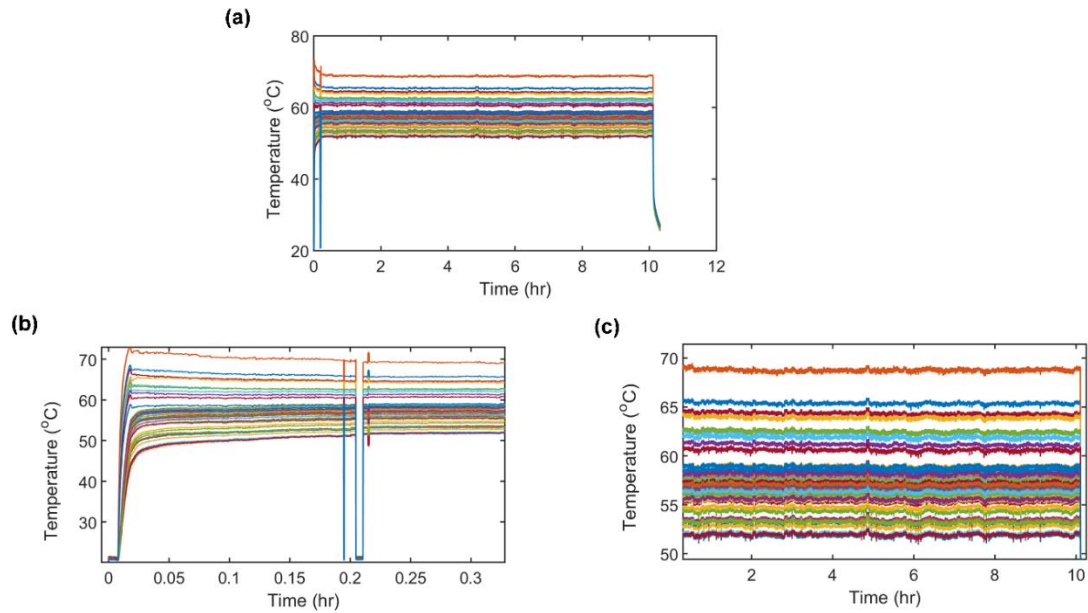 (a)
80
60
40
20
Temperature (°C)
0 2 4 6 8 10 12
Time (hr)
(b)
70
60
50
40
30
Temperature (°C)
0 0.05 0.1 0.15 0.2 0.25 0.3
Time (hr)
(c)
70
65
60
55
50
Temperature (°C)
2 4 6 8 10
Time (hr)